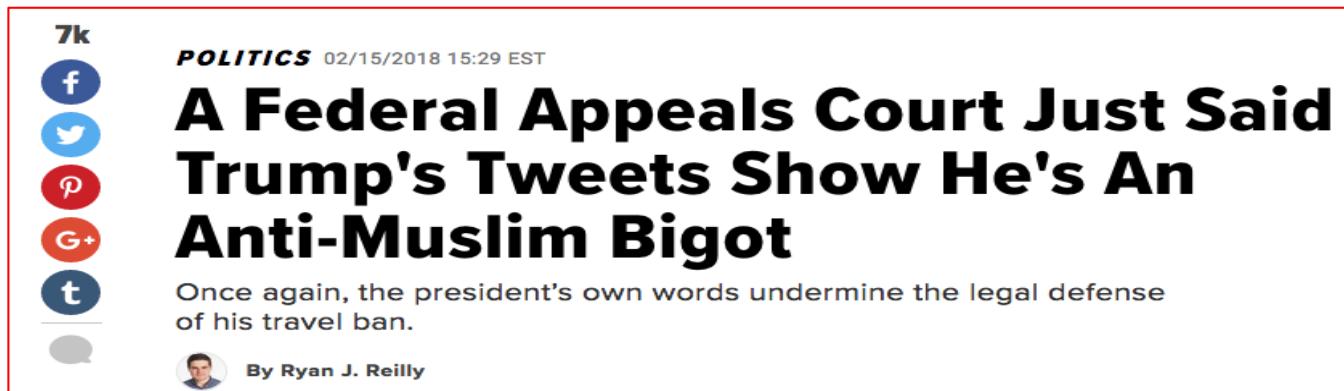 7k
POLITICS 02/15/2018 15:29 EST
A Federal Appeals Court Just Said
Trump's Tweets Show He's An
Anti-Muslim Bigot
Once again, the president’s own words undermine the legal defense
of his travel ban.
By Ryan J. Reilly
f
G+
t